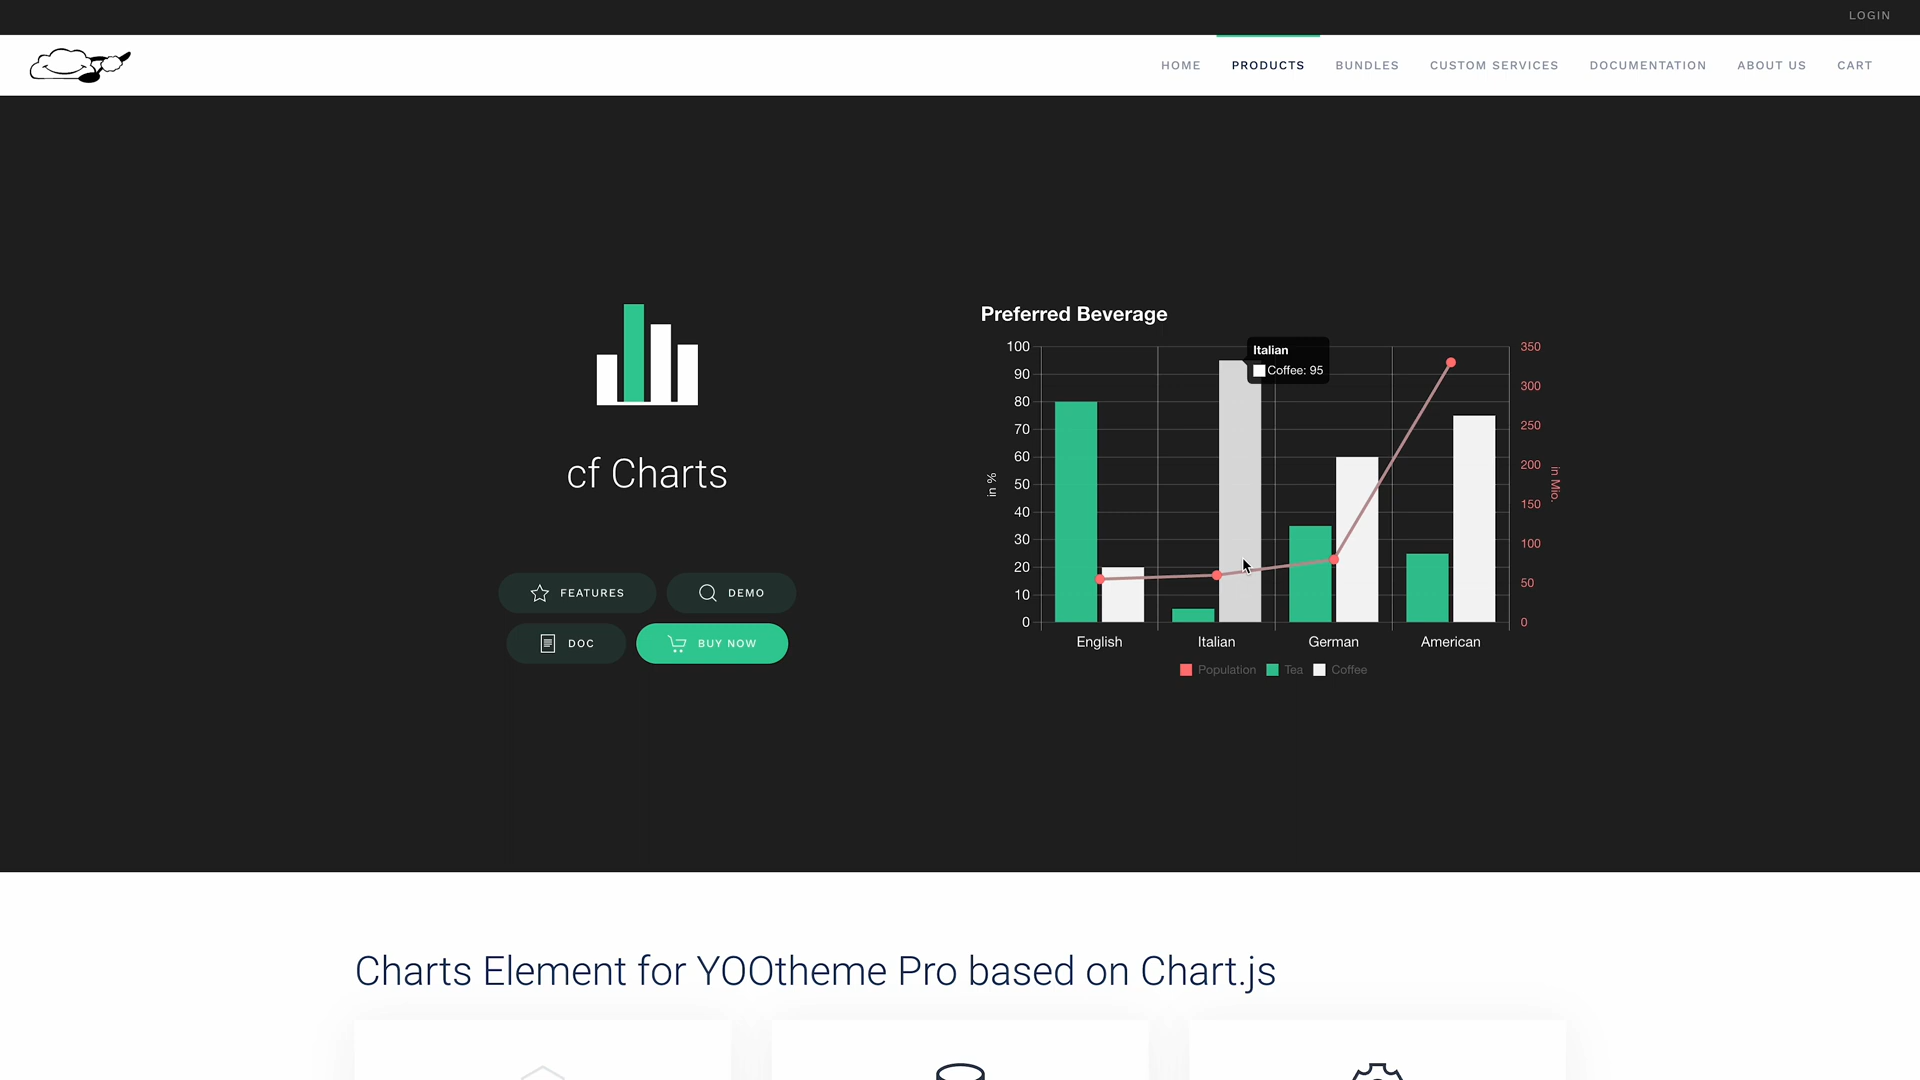 LOGIN
HOME PRODUCTS BUNDLES CUSTOM SERVICES DOCUMENTATION ABOUT US CART
cf Charts
FEATURES
DEMO
DOC
BUY NOW
Preferred Beverage
100
90
80
70
60
50
40
30
20
10
0
in %
Italian
Coffee: 95
350
300
250
200
150
100
50
0
in Mio.
English Italian German American
Population Tea Coffee
Charts Element for YOOtheme Pro based on Chart.js